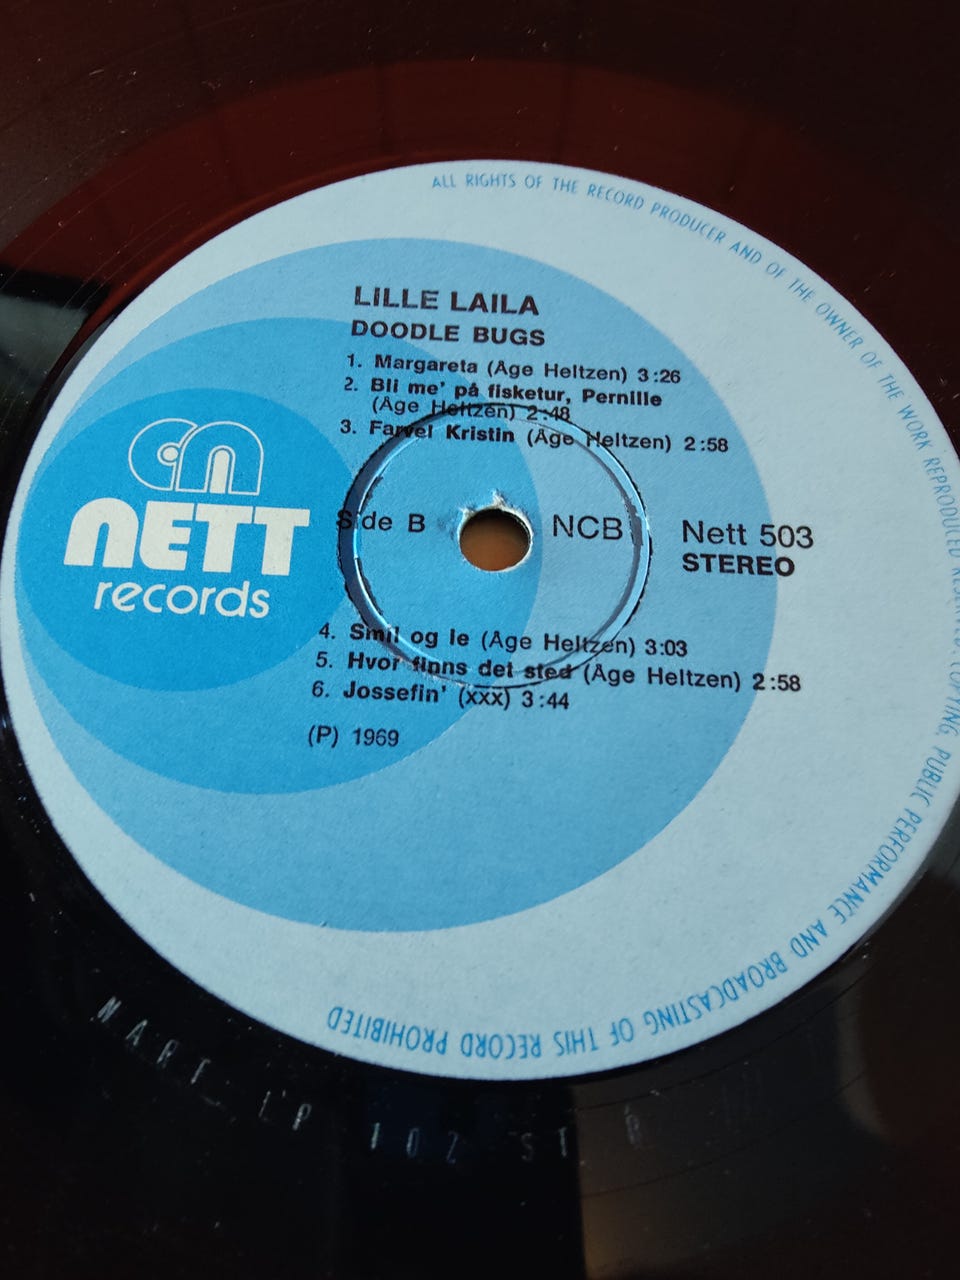 ALL RIGHTS OF THE RECORD PRODUCER AND OF THE OWNER OF THE WORK REPRODUCED RESERVED. COPYING, PUBLIC PERFORMANCE AND BROADCASTING OF THIS RECORD PROHIBITED
LILLE LAILA
DOODLE BUGS
1. Margareta (Åge Heltzen) 3:26
2. Bli me' på fisketur, Pernille
(Åge Heltzen) 2:48
3. Farvel Kristin (Åge Heltzen) 2:58
NETT
records
Side B NCB Nett 503
STEREO
4. Smil og le (Åge Heltzen) 3:03
5. Hvor finns det sted (Åge Heltzen) 2:58
6. Jossefin' (xxx) 3:44
(P) 1969
NART LP 102 ST B